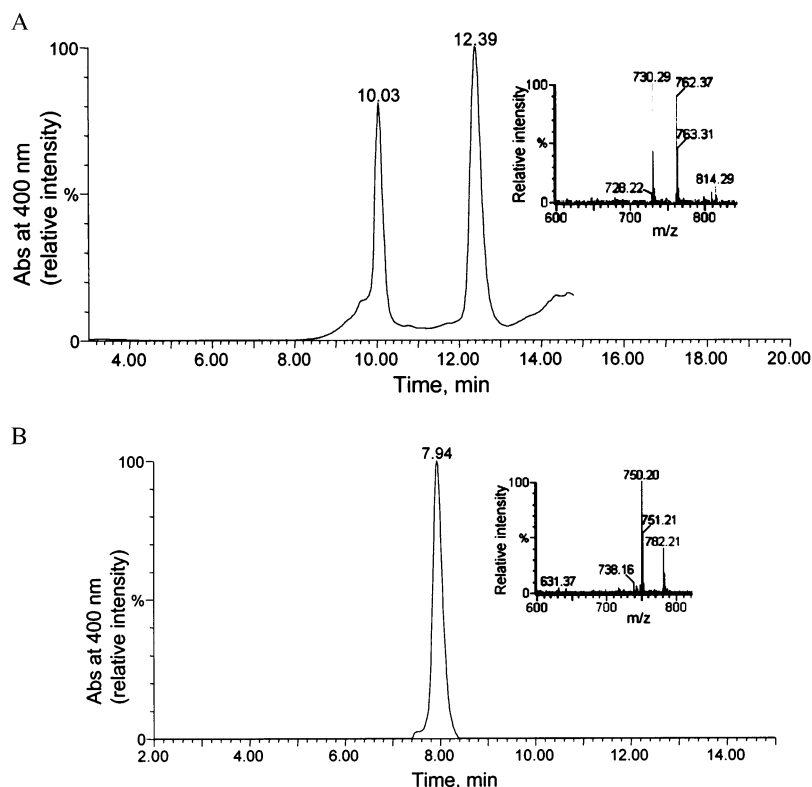 A
Abs at 400 nm
(relative intensity)
100
%
0
10.03
12.39
4.00 6.00 8.00 10.00 12.00 14.00 16.00 18.00 20.00
Time, min
Relative intensity
100
%
0
730.29
762.37
763.31
728.22
814.29
600 700 800
m/z
B
Abs at 400 nm
(relative intensity)
100
%
0
7.94
2.00 4.00 6.00 8.00 10.00 12.00 14.00
Time, min
Relative intensity
100
%
0
750.20
751.21
782.21
738.16
631.37
600 700 800
m/z